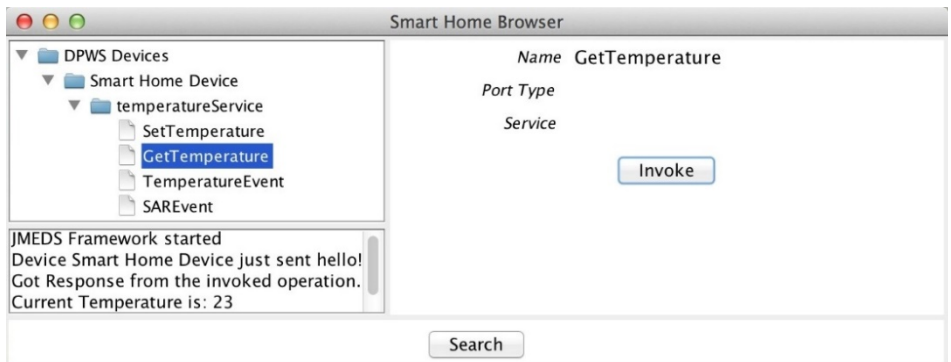 Smart Home Browser
DPWS Devices
Smart Home Device
temperatureService
SetTemperature
GetTemperature
TemperatureEvent
SAREvent
JMEDS Framework started
Device Smart Home Device just sent hello!
Got Response from the invoked operation.
Current Temperature is: 23
Name GetTemperature
Port Type
Service
Invoke
Search